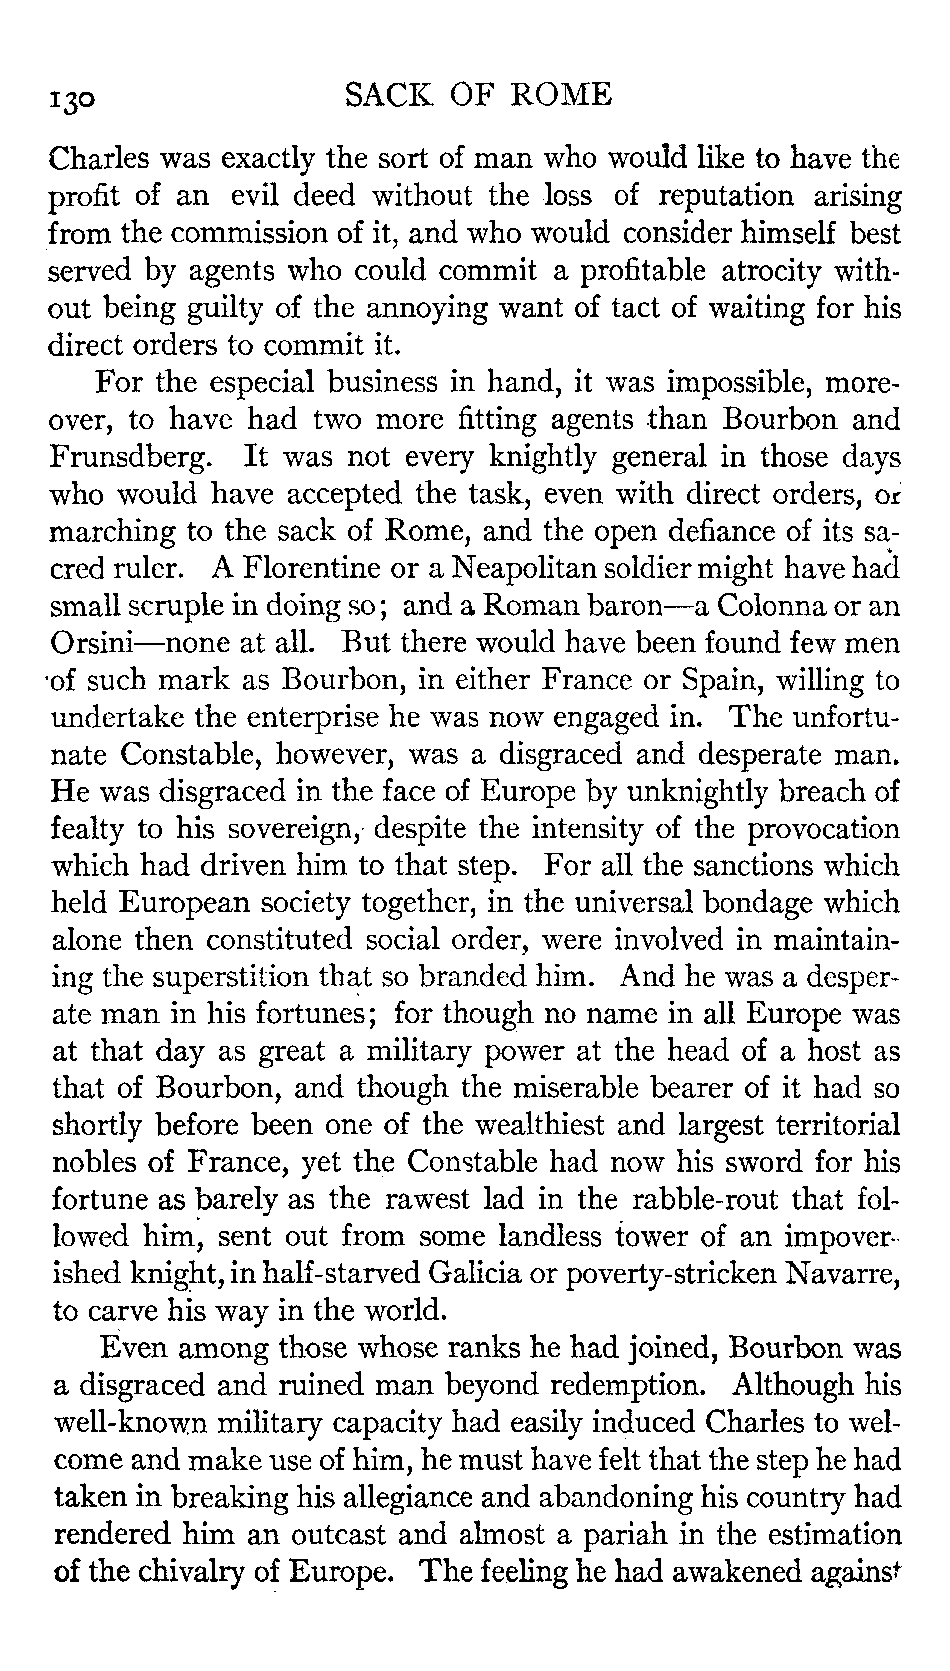 130 SACK OF ROME
Charles was exactly the sort of man who would like to have the
profit of an evil deed without the loss of reputation arising
from the commission of it, and who would consider himself best
served by agents who could commit a profitable atrocity with-
out being guilty of the annoying want of tact of waiting for his
direct orders to commit it.
For the especial business in hand, it was impossible, more-
over, to have had two more fitting agents than Bourbon and
Frunsdberg. It was not every knightly general in those days
who would have accepted the task, even with direct orders, of
marching to the sack of Rome, and the open defiance of its sa-
cred ruler. A Florentine or a Neapolitan soldier might have had
small scruple in doing so; and a Roman baron—a Colonna or an
Orsini—none at all. But there would have been found few men
of such mark as Bourbon, in either France or Spain, willing to
undertake the enterprise he was now engaged in. The unfortu-
nate Constable, however, was a disgraced and desperate man.
He was disgraced in the face of Europe by unknightly breach of
fealty to his sovereign, despite the intensity of the provocation
which had driven him to that step. For all the sanctions which
held European society together, in the universal bondage which
alone then constituted social order, were involved in maintain-
ing the superstition that so branded him. And he was a desper-
ate man in his fortunes; for though no name in all Europe was
at that day as great a military power at the head of a host as
that of Bourbon, and though the miserable bearer of it had so
shortly before been one of the wealthiest and largest territorial
nobles of France, yet the Constable had now his sword for his
fortune as barely as the rawest lad in the rabble-rout that fol-
lowed him, sent out from some landless tower of an impover-
ished knight, in half-starved Galicia or poverty-stricken Navarre,
to carve his way in the world.
Even among those whose ranks he had joined, Bourbon was
a disgraced and ruined man beyond redemption. Although his
well-known military capacity had easily induced Charles to wel-
come and make use of him, he must have felt that the step he had
taken in breaking his allegiance and abandoning his country had
rendered him an outcast and almost a pariah in the estimation
of the chivalry of Europe. The feeling he had awakened against